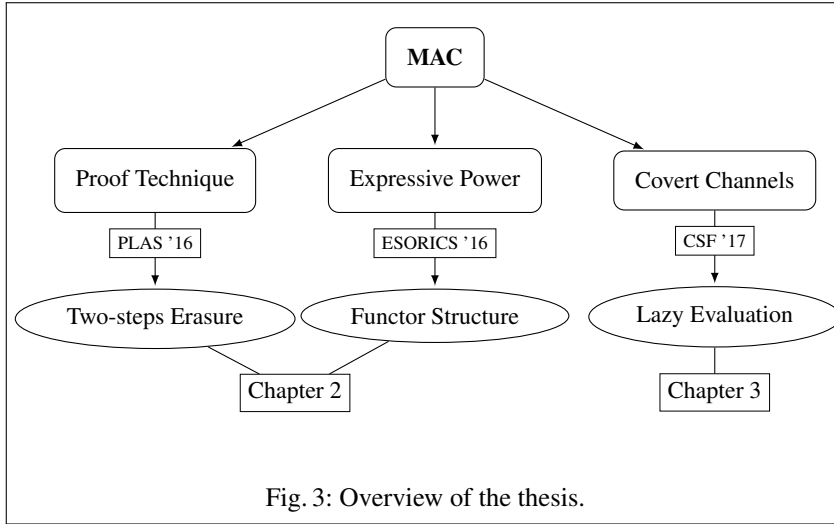 MAC
Proof Technique
Expressive Power
Covert Channels
PLAS ’16
ESORICS ’16
CSF ’17
Two-steps Erasure
Functor Structure
Lazy Evaluation
Chapter 2
Chapter 3
Fig. 3: Overview of the thesis.